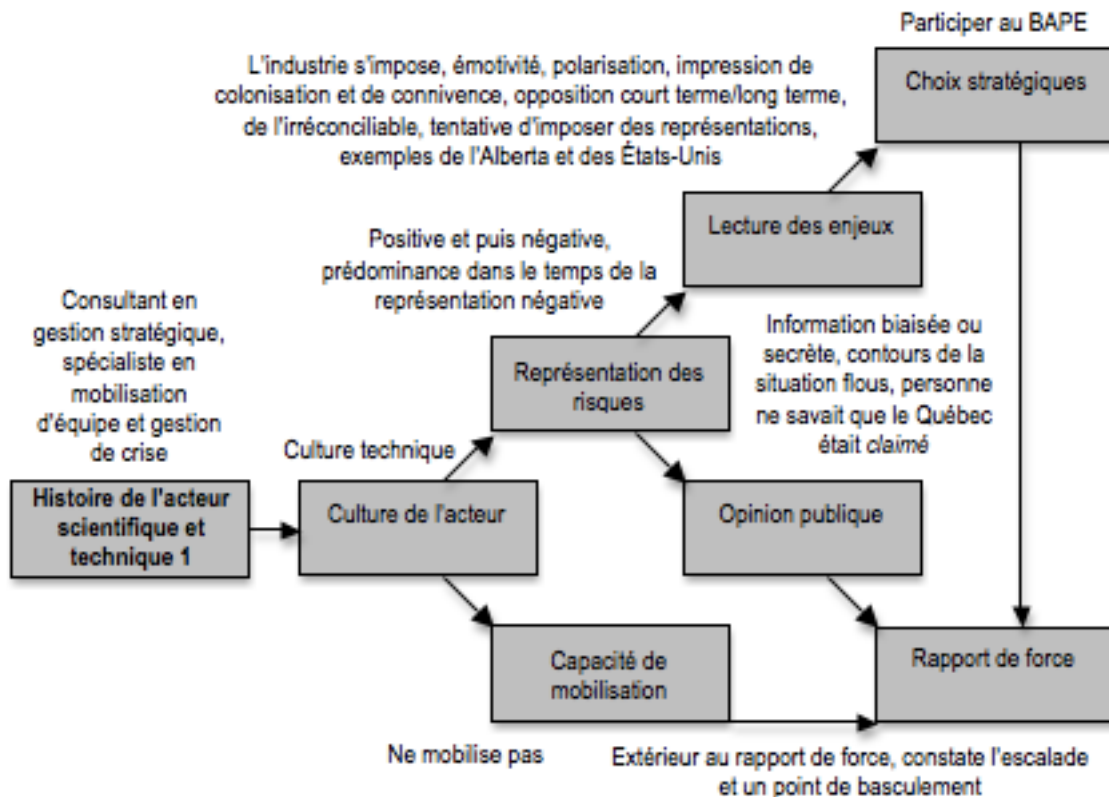 Participer au BAPE
Choix stratégiques
L'industrie s'impose, émotivité, polarisation, impression de
colonisation et de connivence, opposition court terme/long terme,
de l'irréconciliable, tentative d'imposer des représentations,
exemples de l'Alberta et des États-Unis
Lecture des enjeux
Positive et puis négative,
prédominance dans le temps de la
représentation négative
Consultant en
gestion stratégique,
spécialiste en
mobilisation
d'équipe et gestion
de crise
Représentation des
risques
Information biaisée ou
secrète, contours de la
situation flous, personne
ne savait que le Québec
était claimé
Culture technique
Histoire de l'acteur
scientifique et
technique 1
Culture de l'acteur
Opinion publique
Capacité de
mobilisation
Rapport de force
Ne mobilise pas
Extérieur au rapport de force, constate l'escalade
et un point de basculement